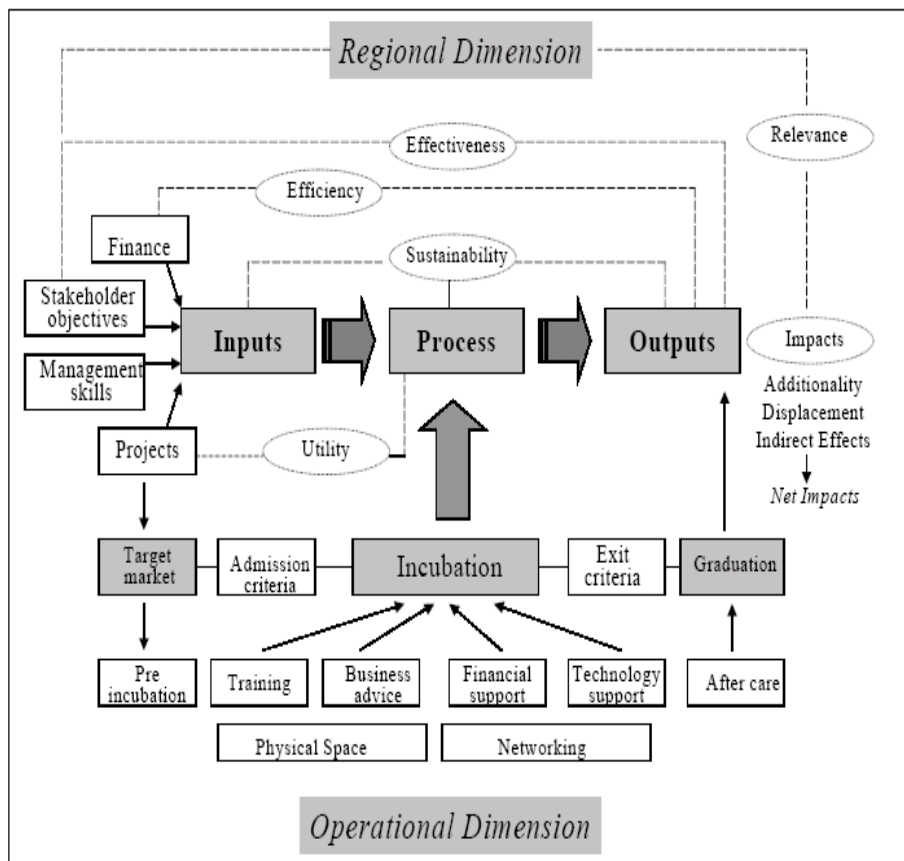 Regional Dimension
Relevance
Effectiveness
Efficiency
Finance
Sustainability
Stakeholder
objectives
Inputs
Process
Outputs
Impacts
Management
skills
Additionality
Displacement
Indirect Effects
Projects
Utility
Net Impacts
Target
market
Admission
criteria
Incubation
Exit
criteria
Graduation
Pre
incubation
Training
Business
advice
Financial
support
Technology
support
After care
Physical Space
Networking
Operational Dimension